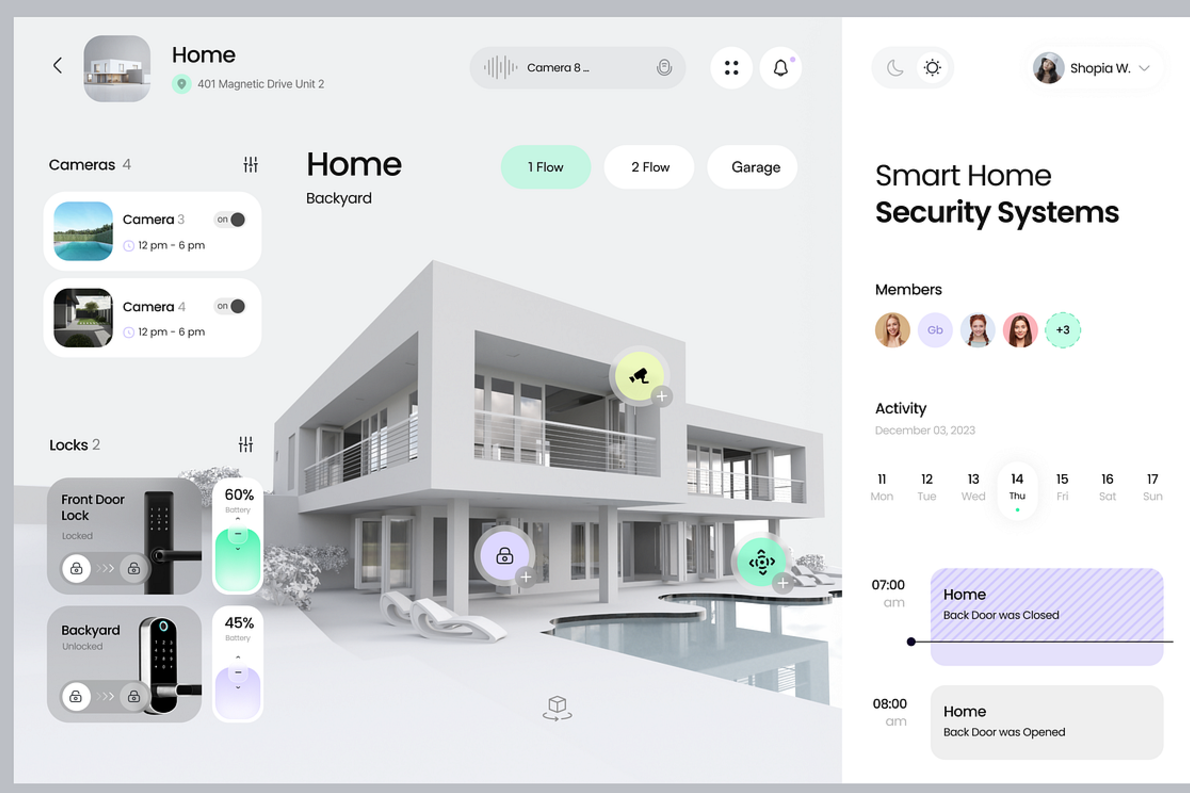 Home
401 Magnetic Drive Unit 2
Camera 8 ...
Shopia W.
Cameras 4
Camera 3
on
12 pm - 6 pm
Camera 4
on
12 pm - 6 pm
Locks 2
Front Door
Lock
Locked
60%
Battery
Backyard
Unlocked
45%
Battery
Home
Backyard
1 Flow
2 Flow
Garage
Smart Home
Security Systems
Members
Gb
+3
Activity
December 03, 2023
11 12 13 14 15 16 17
Mon Tue Wed Thu Fri Sat Sun
07:00
am
Home
Back Door was Closed
08:00
am
Home
Back Door was Opened